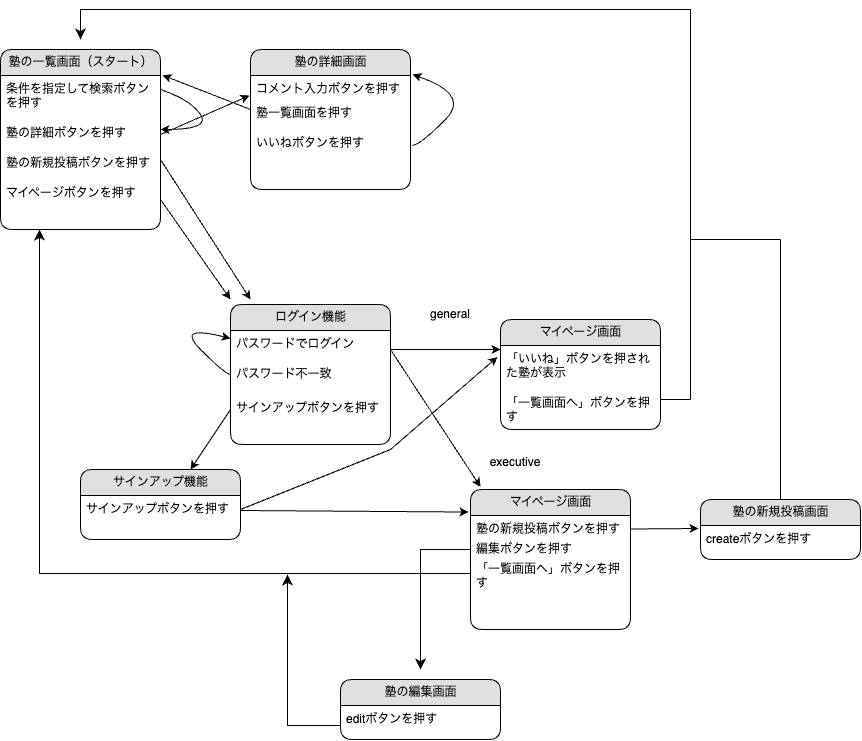 塾の一覧画面（スタート）
条件を指定して検索ボタン
を押す
塾の詳細ボタンを押す
塾の新規投稿ボタンを押す
マイページボタンを押す
塾の詳細画面
コメント入力ボタンを押す
塾一覧画面を押す
いいねボタンを押す
ログイン機能
パスワードでログイン
パスワード不一致
サインアップボタンを押す
general
マイページ画面
「いいね」ボタンを押され
た塾が表示
「一覧画面へ」ボタンを押
す
executive
サインアップ機能
サインアップボタンを押す
マイページ画面
塾の新規投稿ボタンを押す
編集ボタンを押す
「一覧画面へ」ボタンを押
す
塾の新規投稿画面
createボタンを押す
塾の編集画面
editボタンを押す